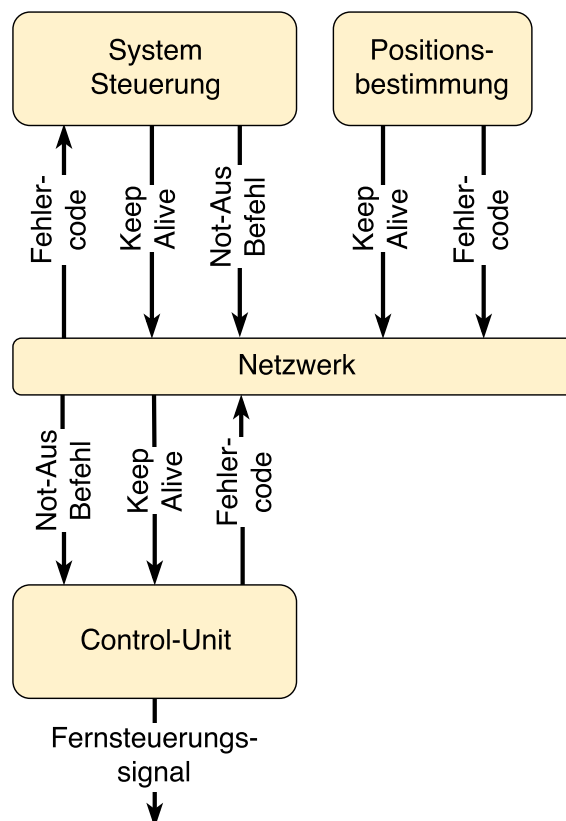 System
Steuerung
Positions-
bestimmung
Fehler-
code
Keep
Alive
Not-Aus
Befehl
Keep
Alive
Fehler-
code
Netzwerk
Not-Aus
Befehl
Keep
Alive
Fehler-
code
Control-Unit
Fernsteuerungs-
signal